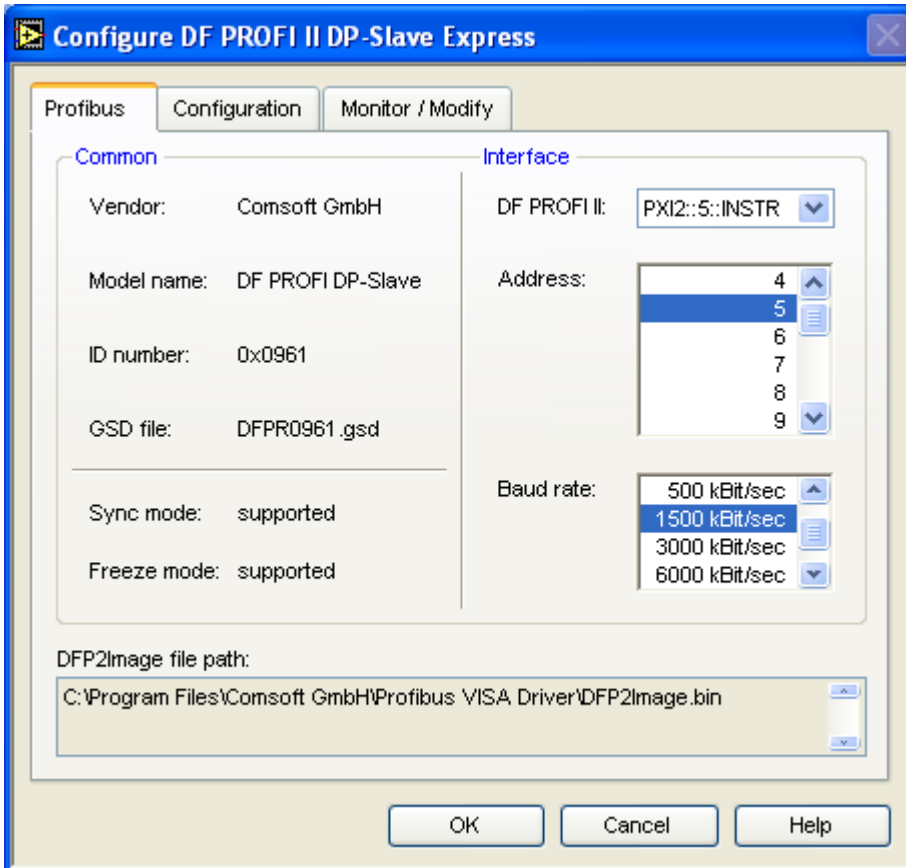 Configure DF PROFI II DP-Slave Express
Profibus
Configuration
Monitor / Modify
Common
Vendor: Comsoft GmbH
Model name: DF PROFI DP-Slave
ID number: 0x0961
GSD file: DFPR0961.gsd
Sync mode: supported
Freeze mode: supported
Interface
DF PROFI II: PXI2::5::INSTR
Address:
4
5
6
7
8
9
Baud rate:
500 kBit/sec
1500 kBit/sec
3000 kBit/sec
6000 kBit/sec
DFP2Image file path:
C:\Program Files\Comsoft GmbH\Profibus VISA Driver\DFP2Image.bin
OK
Cancel
Help